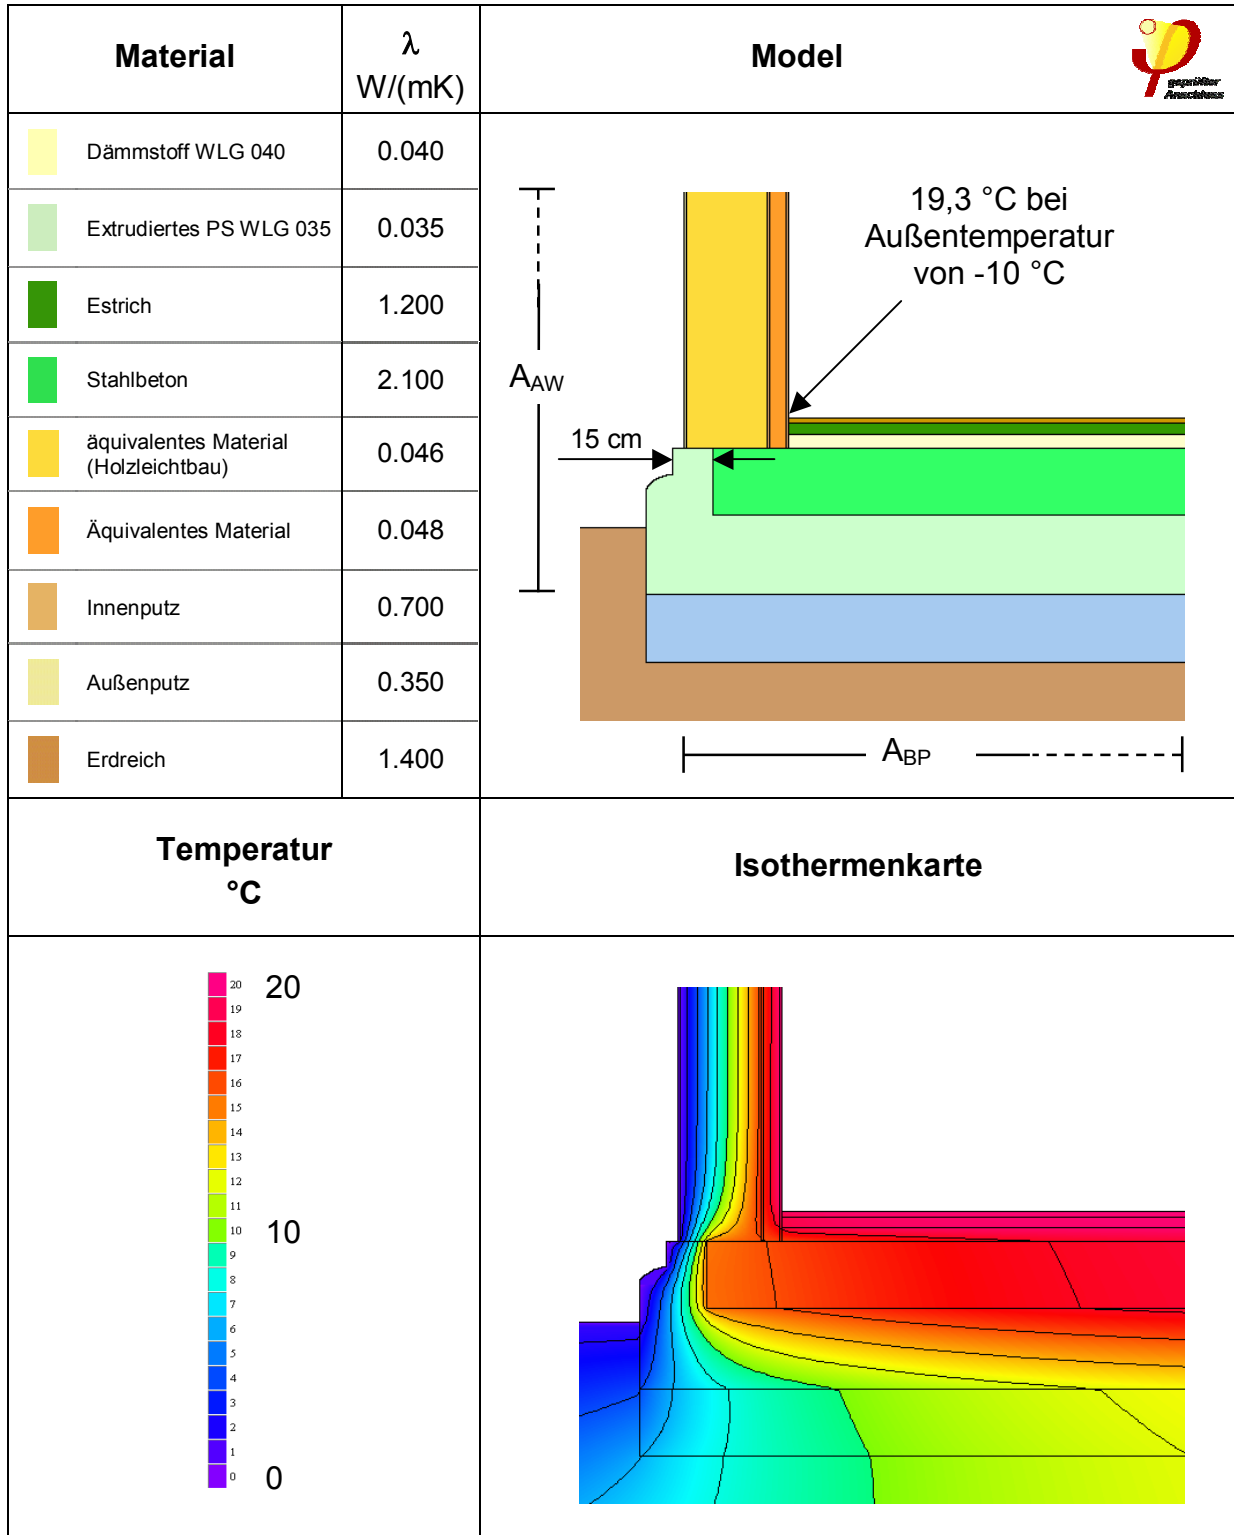 Material
λ
W/(mK)
Model
geprüfter
Anschluss
Dämmstoff WLG 040
0.040
Extrudiertes PS WLG 035
0.035
Estrich
1.200
Stahlbeton
2.100
äquivalentes Material
(Holzleichtbau)
0.046
Äquivalentes Material
0.048
Innenputz
0.700
Außenputz
0.350
Erdreich
1.400
19,3 °C bei
Außentemperatur
von -10 °C
AAW
15 cm
ABP
Temperatur
°C
Isothermenkarte
20
19
18
17
16
15
14
13
12
11
10
9
8
7
6
5
4
3
2
1
0
20
10
0